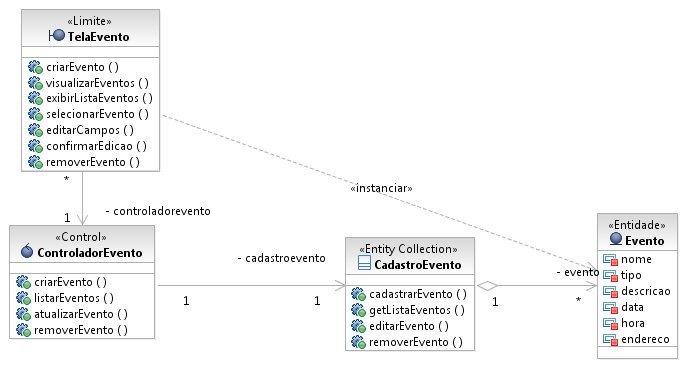 «Limite»
TelaEvento
criarEvento ( )
visualizarEventos ( )
exibirListaEventos ( )
selecionarEvento ( )
editarCampos ( )
confirmarEdicao ( )
removerEvento ( )
*
1
- controladorevento
«instanciar»
«Control»
ControladorEvento
criarEvento ( )
listarEventos ( )
atualizarEvento ( )
removerEvento ( )
- cadastroevento
1
1
«Entity Collection»
CadastroEvento
cadastrarEvento ( )
getListaEventos ( )
editarEvento ( )
removerEvento ( )
- evento
1
*
«Entidade»
Evento
nome
tipo
descricao
data
hora
endereco